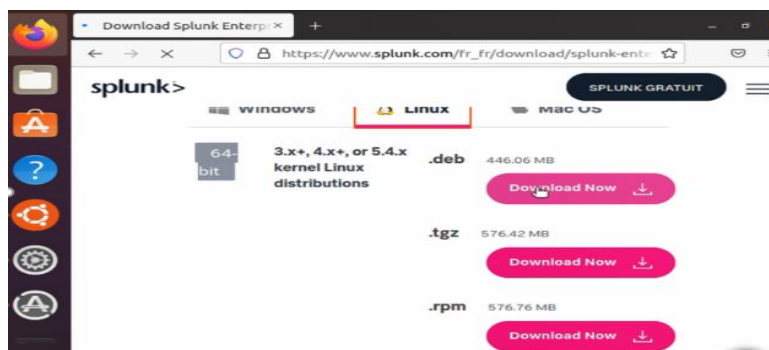 Download Splunk Enterpr
https://www.splunk.com/fr_fr/download/splunk-ente
splunk>
SPLUNK GRATUIT
Windows Linux Mac OS
64-bit
3.x+, 4.x+, or 5.4.x kernel Linux distributions
.deb 446.06 MB
Download Now
.tgz 576.42 MB
Download Now
.rpm 576.76 MB
Download Now